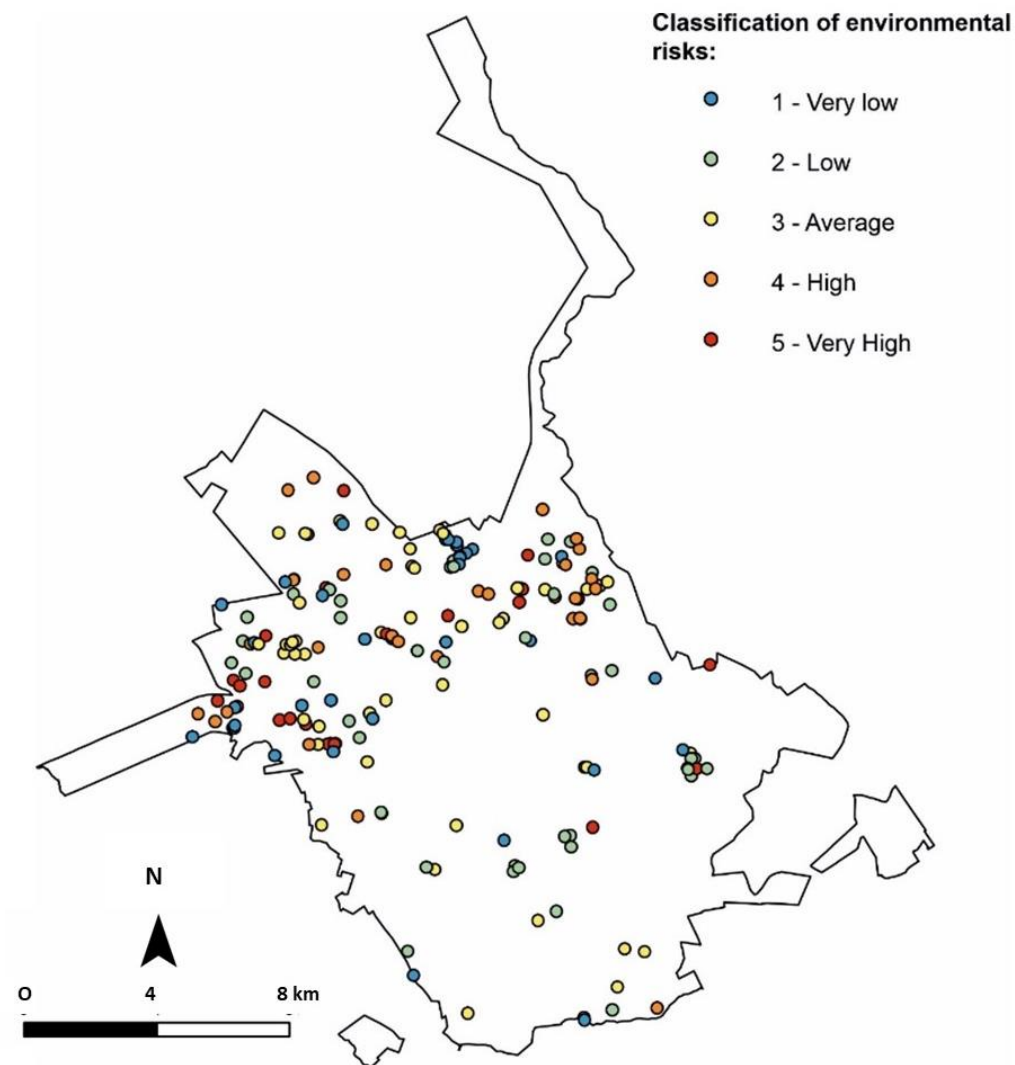 Classification of environmental
risks:
1 - Very low
2 - Low
3 - Average
4 - High
5 - Very High
N
O 4 8 km